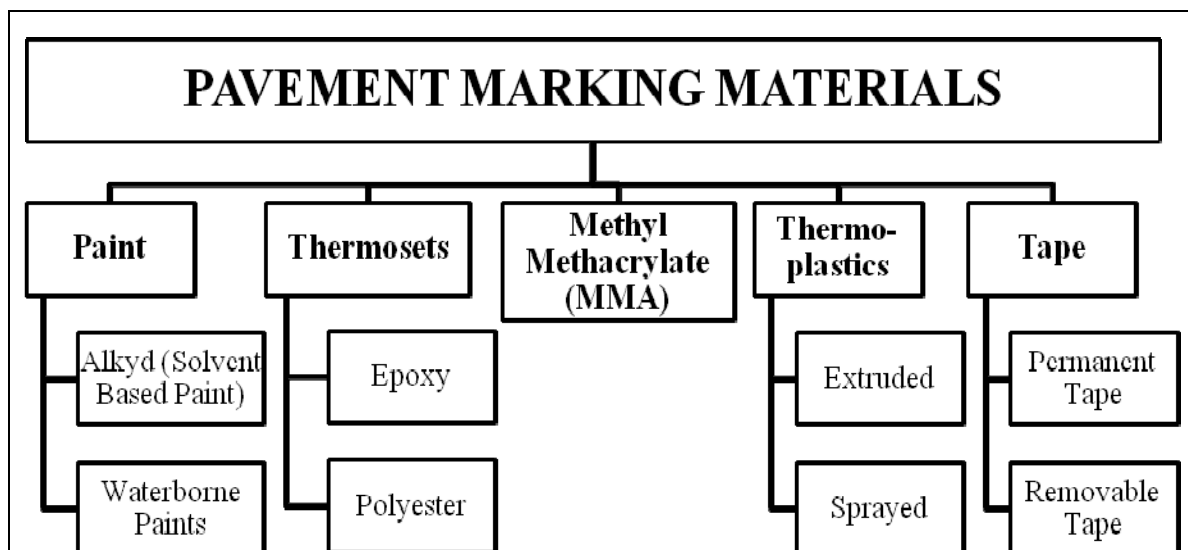 PAVEMENT MARKING MATERIALS
Paint
Alkyd (Solvent
Based Paint)
Waterborne
Paints
Thermosets
Epoxy
Polyester
Methyl
Methacrylate
(MMA)
Thermo-
plastics
Extruded
Sprayed
Tape
Permanent
Tape
Removable
Tape